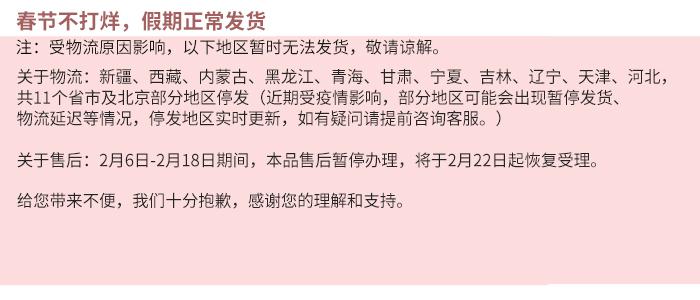 春节不打烊，假期正常发货
注：受物流原因影响，以下地区暂时无法发货，敬请谅解。
关于物流：新疆、西藏、内蒙古、黑龙江、青海、甘肃、宁夏、吉林、辽宁、天津、河北，
共11个省市及北京部分地区停发（近期受疫情影响，部分地区可能会出现暂停发货、
物流延迟等情况，停发地区实时更新，如有疑问请提前咨询客服。）
关于售后：2月6日-2月18日期间，本品售后暂停办理，将于2月22日起恢复受理。
给您带来不便，我们十分抱歉，感谢您的理解和支持。